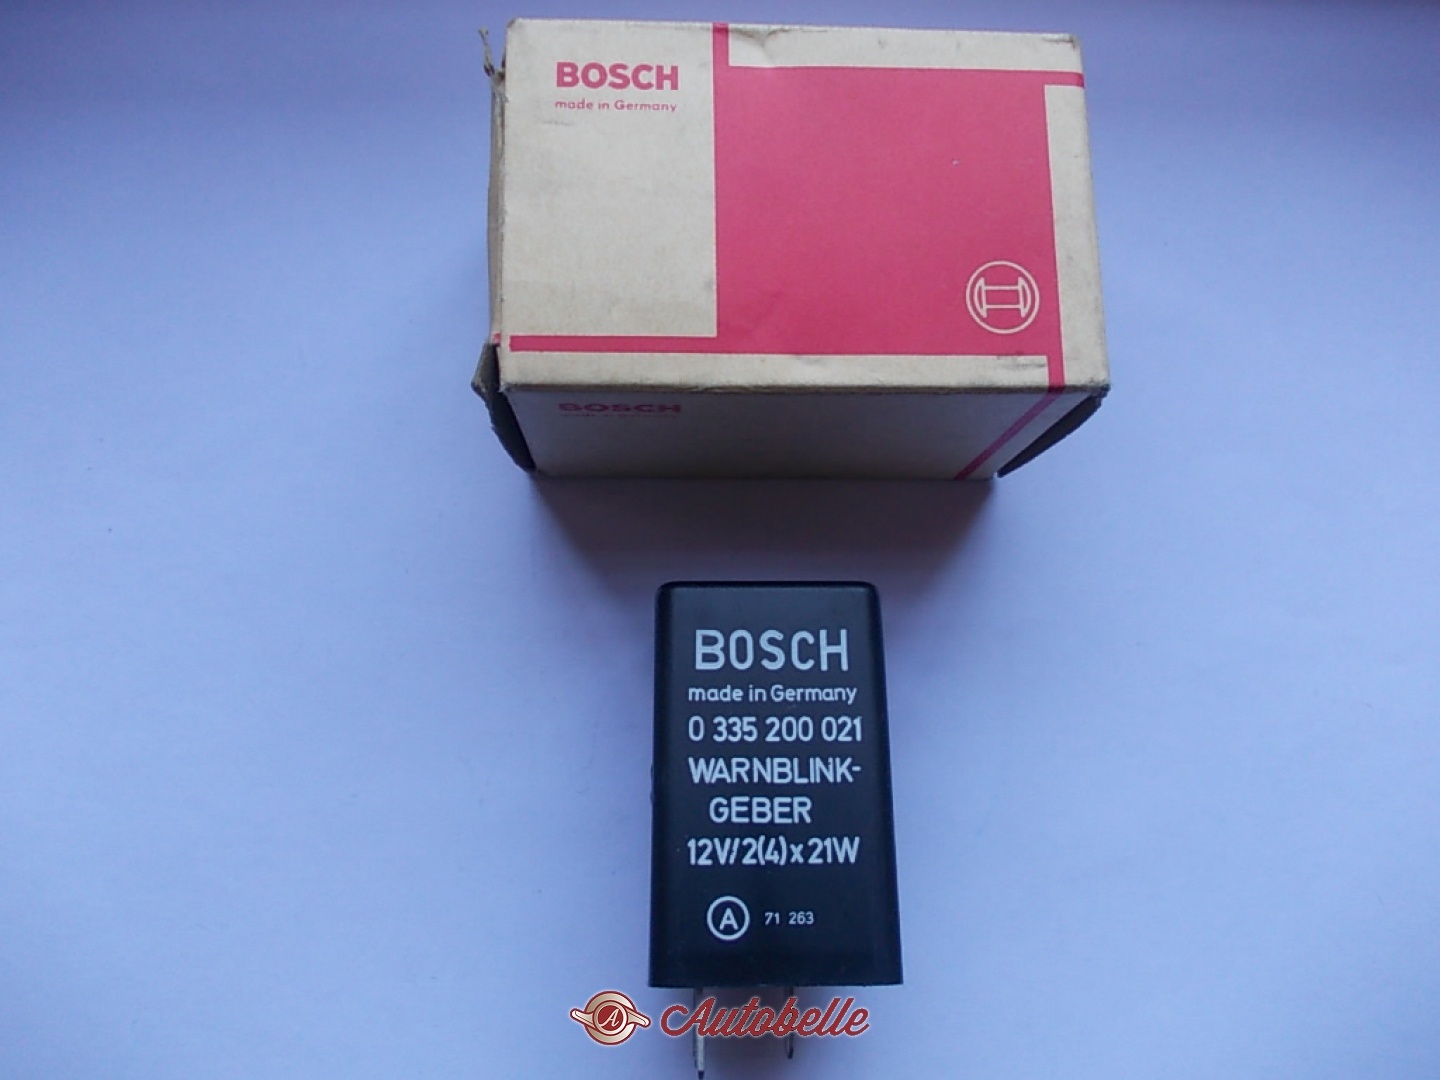 BOSCH
made in Germany
BOSCH
BOSCH
made in Germany
0 335 200 021
WARNBLINK-
GEBER
12V/2(4)x21W
A 71 263
A Autobelle